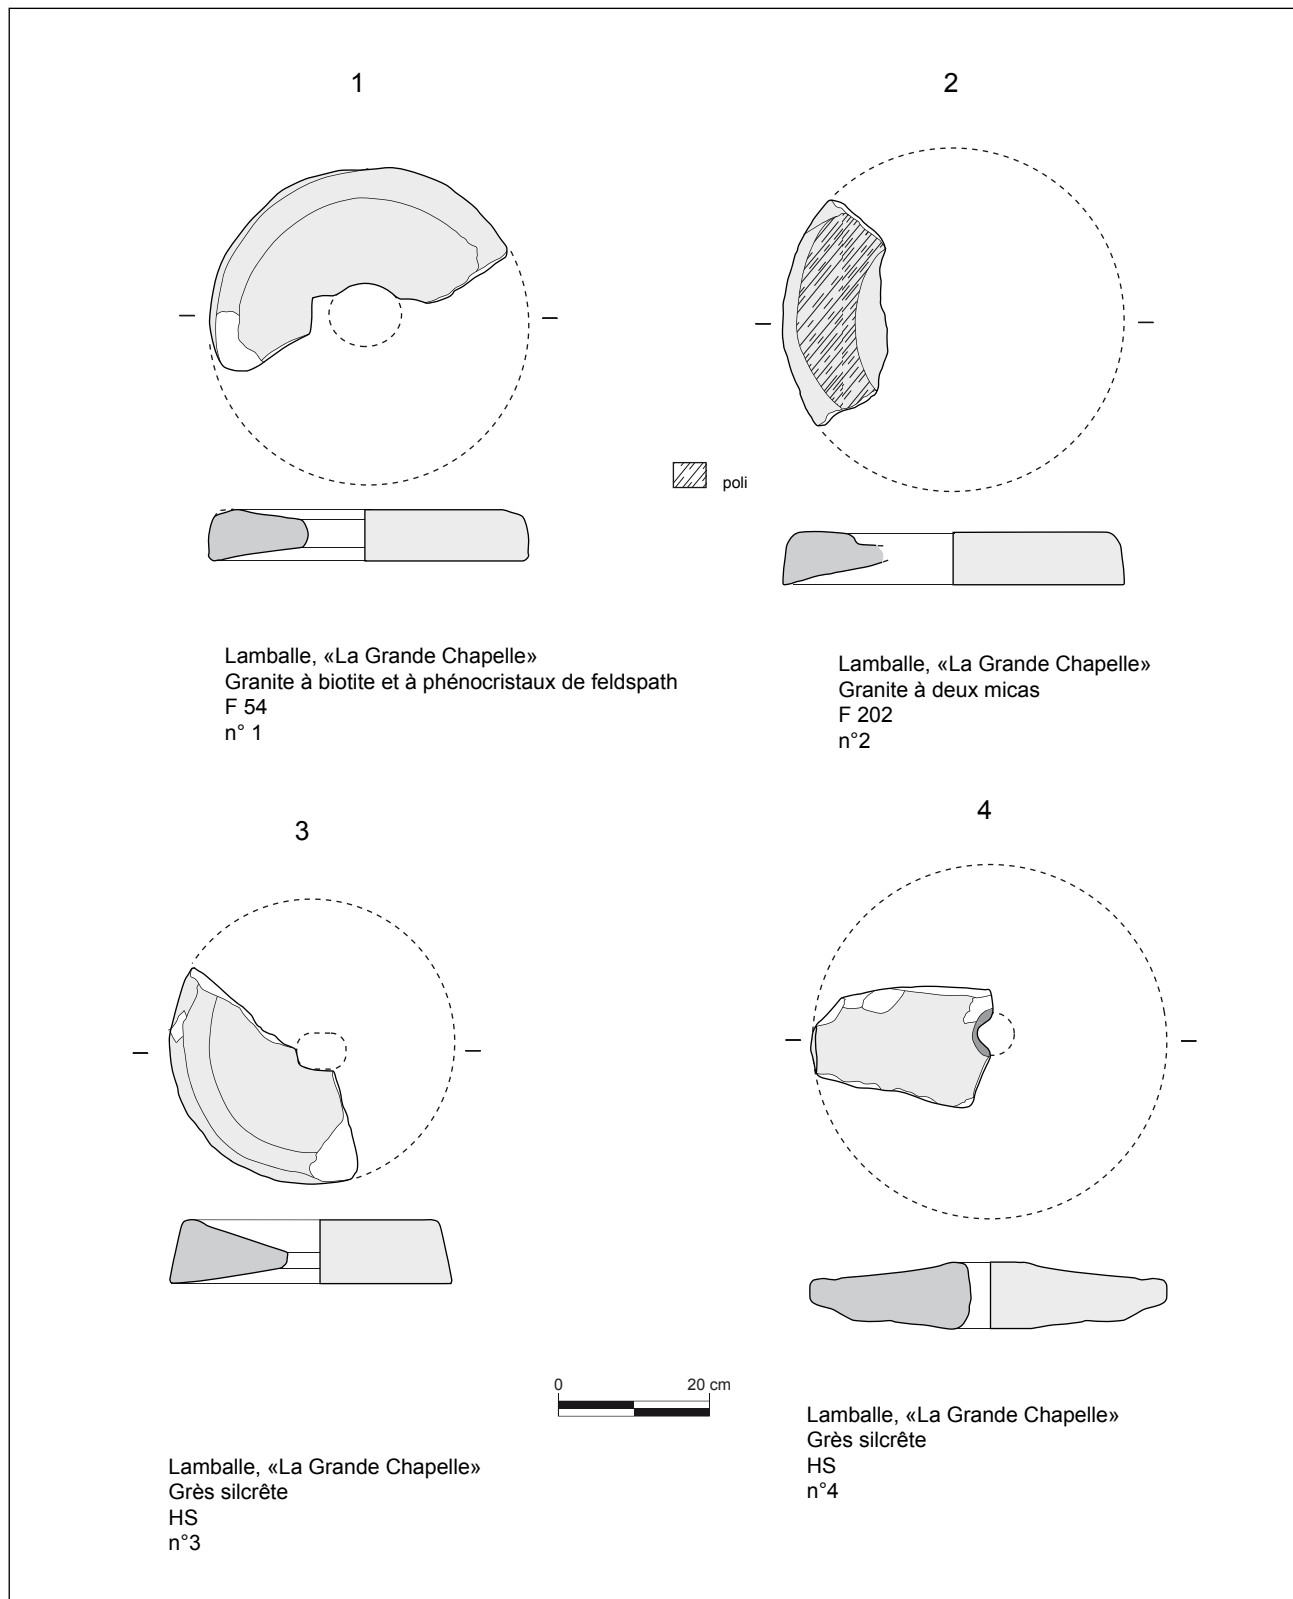 1
2
poli
Lamballe, «La Grande Chapelle»
Granite à biotite et à phénocristaux de feldspath
F 54
n° 1
Lamballe, «La Grande Chapelle»
Granite à deux micas
F 202
n°2
3
4
0 20 cm
Lamballe, «La Grande Chapelle»
Grès silcrête
HS
n°3
Lamballe, «La Grande Chapelle»
Grès silcrête
HS
n°4